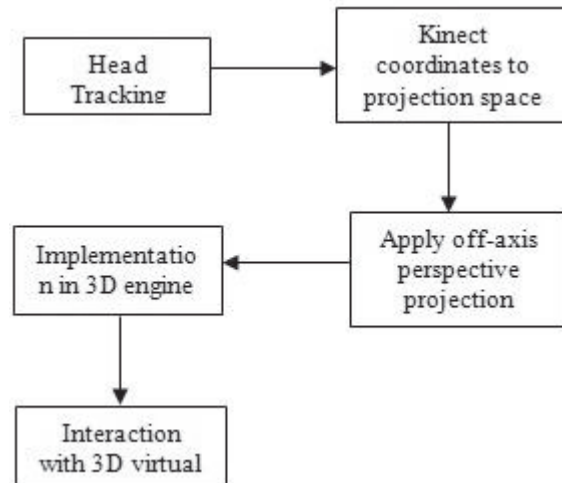 Head
Tracking
Kinect
coordinates to
projection space
Apply off-axis
perspective
projection
Implementatio
n in 3D engine
Interaction
with 3D virtual